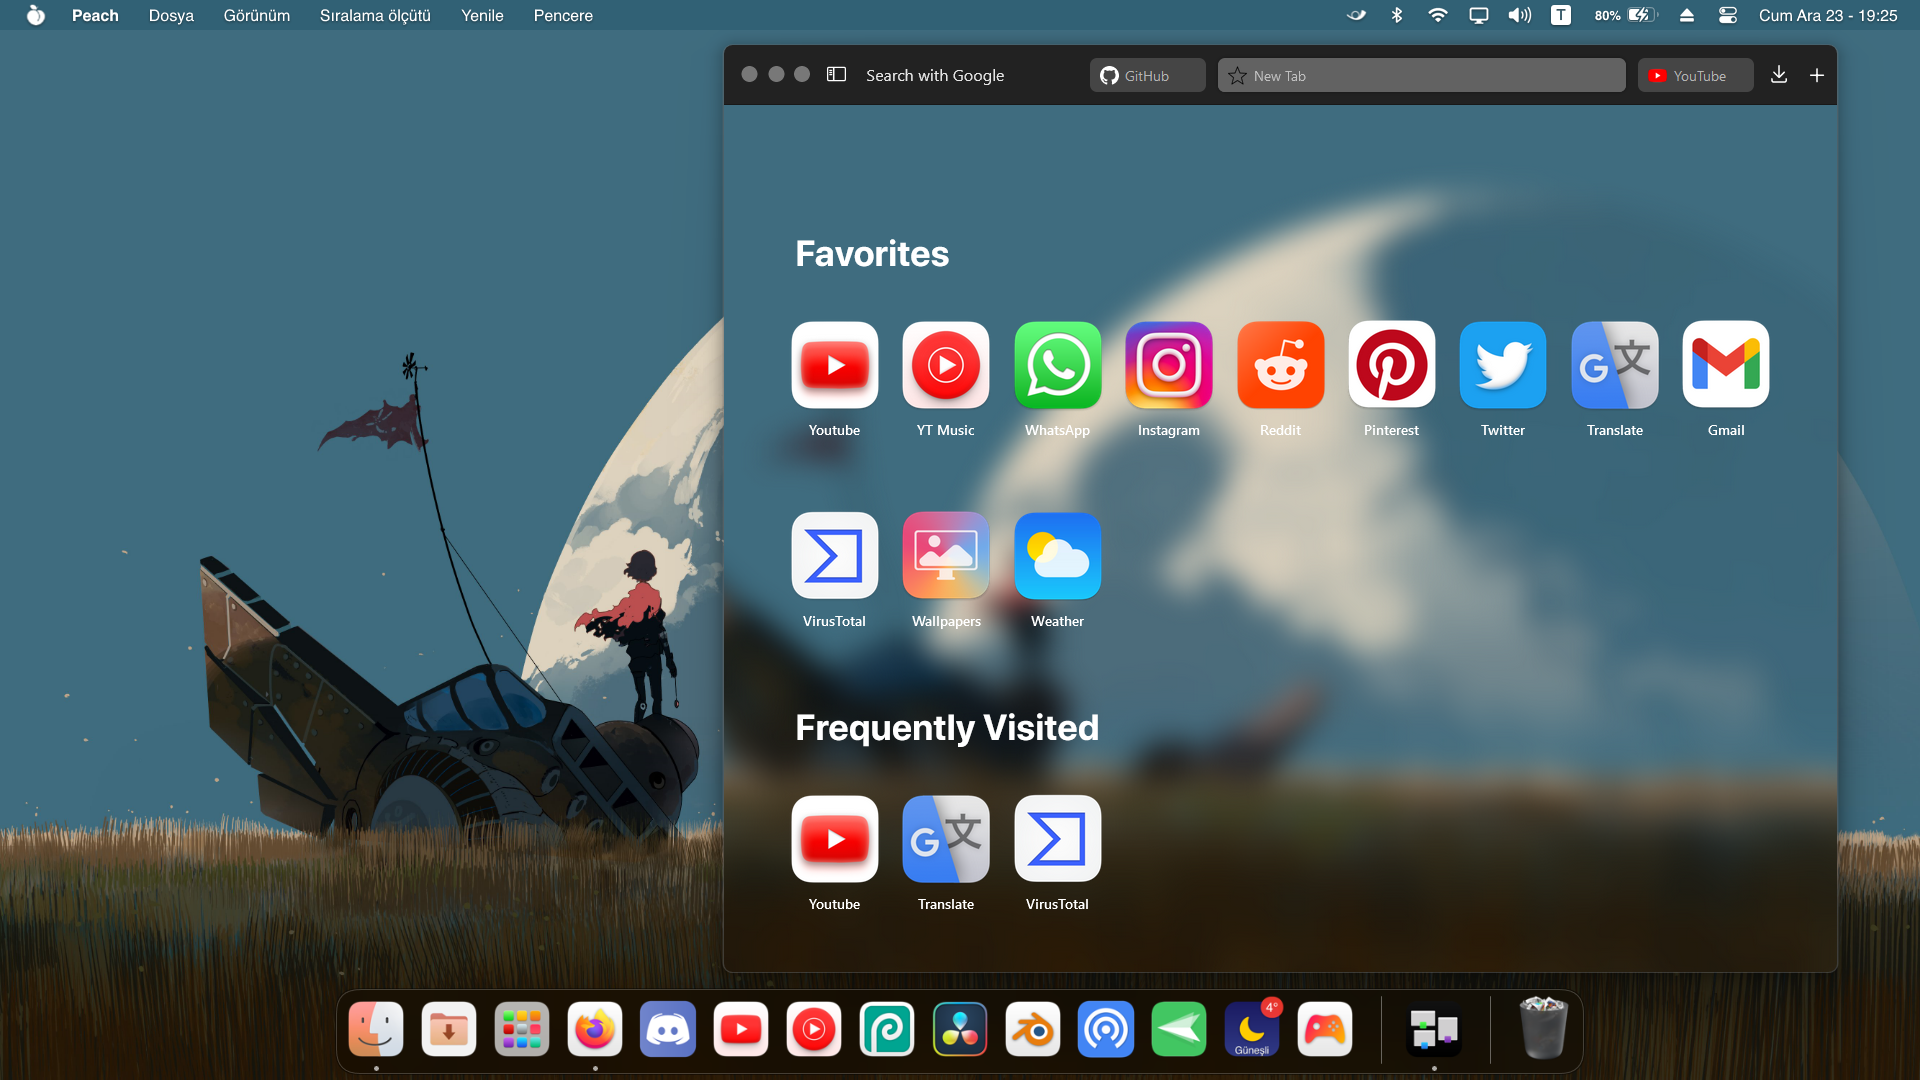 Peach Dosya Görünüm Sıralama ölçütü Yenile Pencere T 80% Cum Ara 23 - 19:25
Search with Google GitHub New Tab YouTube
Favorites
Youtube YT Music WhatsApp Instagram Reddit Pinterest Twitter Translate Gmail
VirusTotal Wallpapers Weather
Frequently Visited
Youtube Translate VirusTotal
4°
Güneşli